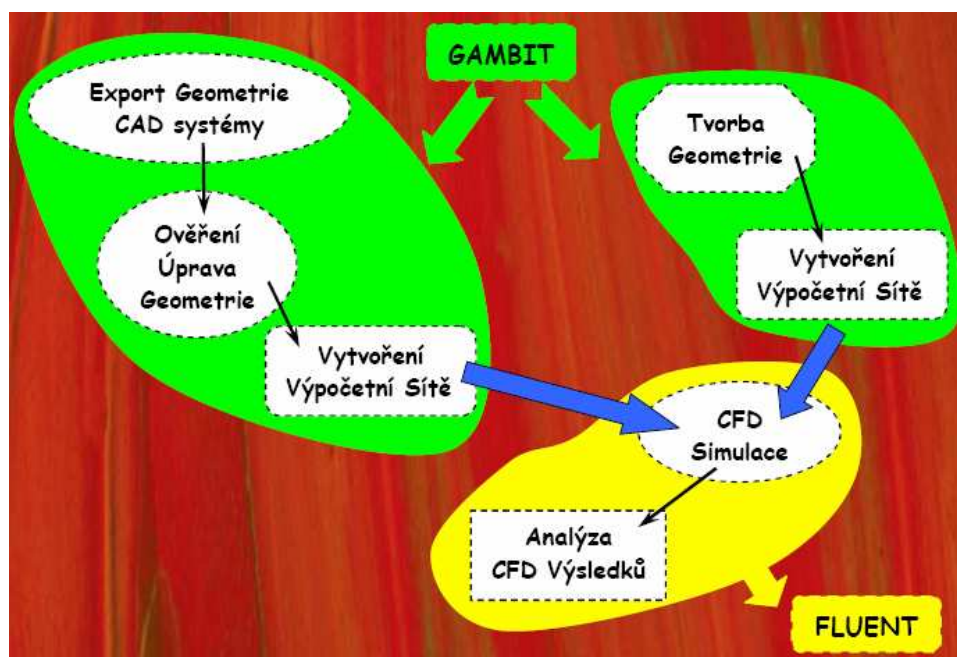 GAMBIT
Export Geometrie
CAD systémy
Ověření
Úprava
Geometrie
Vytvoření
Výpočetní Sítě
Tvorba
Geometrie
Vytvoření
Výpočetní Sítě
CFD
Simulace
Analýza
CFD Výsledků
FLUENT